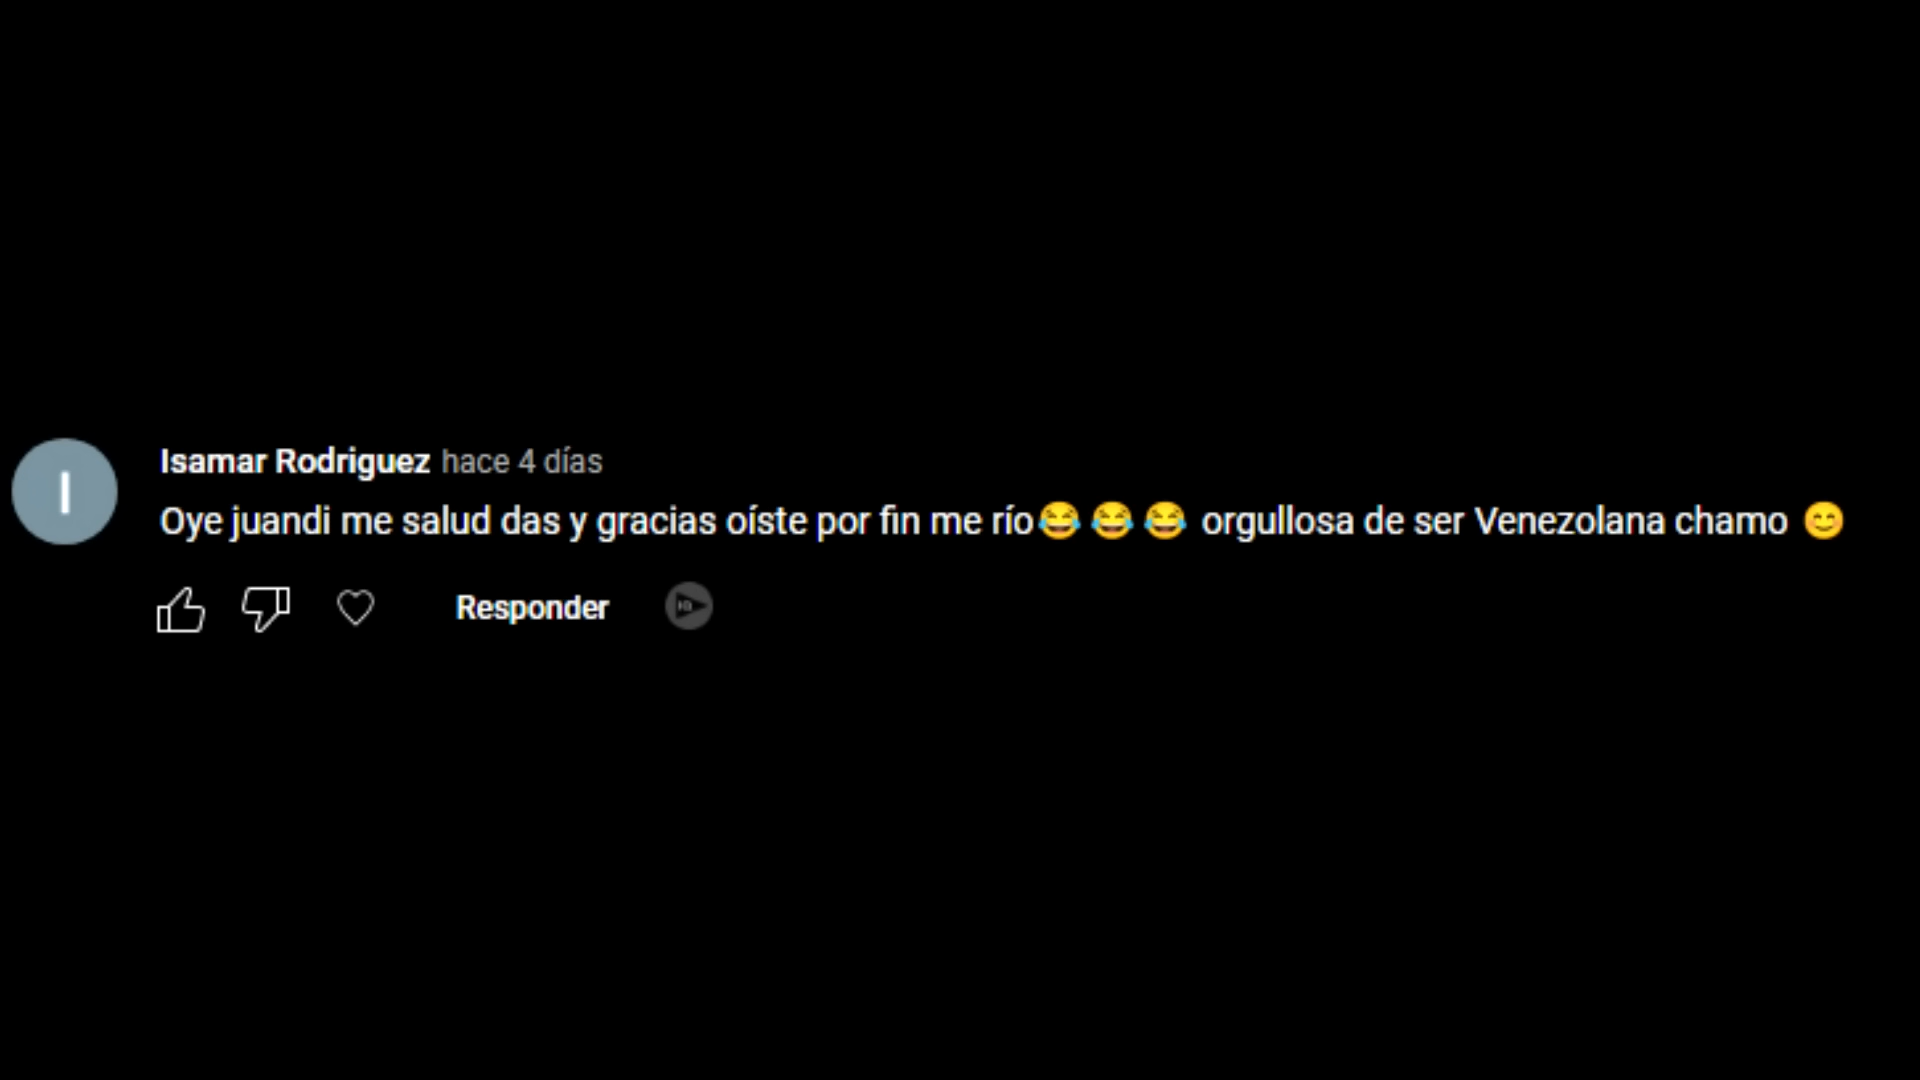 I
Isamar Rodriguez hace 4 días
Oye juandi me salud das y gracias oíste por fin me río😂😂😂 orgullosa de ser Venezolana chamo 😊
Responder